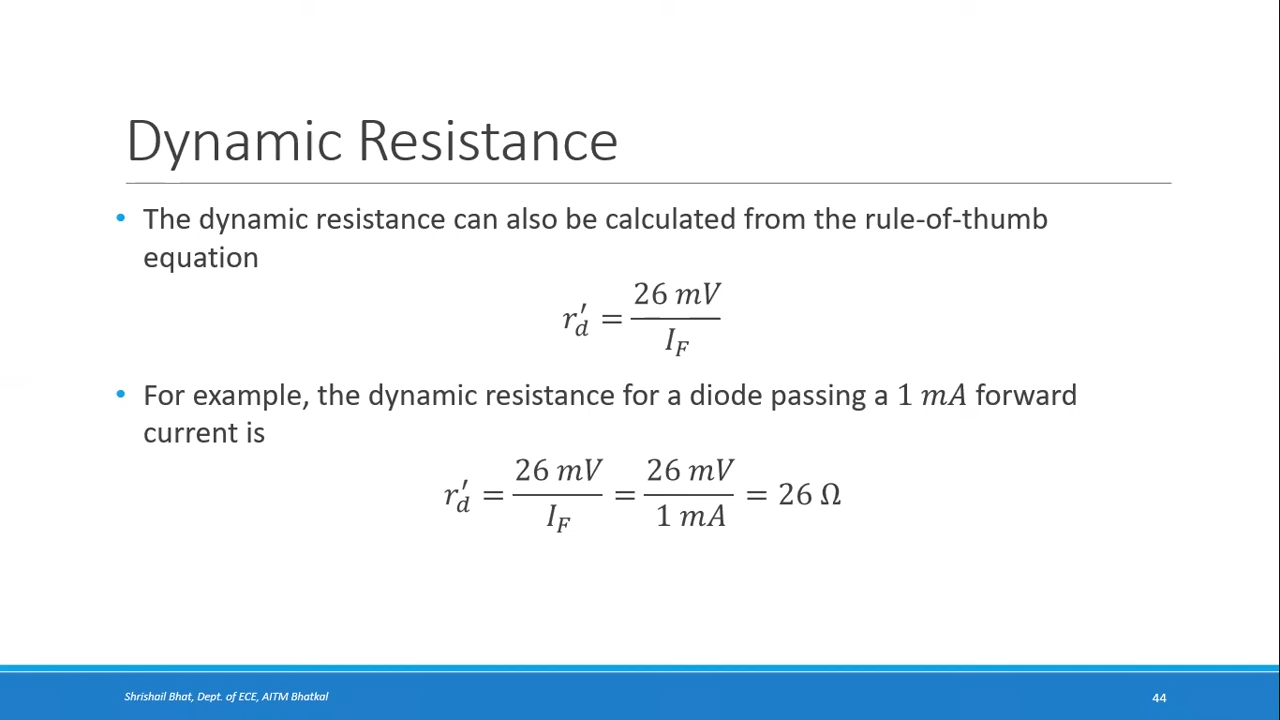 Dynamic Resistance
• The dynamic resistance can also be calculated from the rule-of-thumb
equation
r′_d = 26 mV / I_F
• For example, the dynamic resistance for a diode passing a 1 mA forward
current is
r′_d = 26 mV / I_F = 26 mV / 1 mA = 26 Ω
Shrishail Bhat, Dept. of ECE, AITM Bhatkal
44